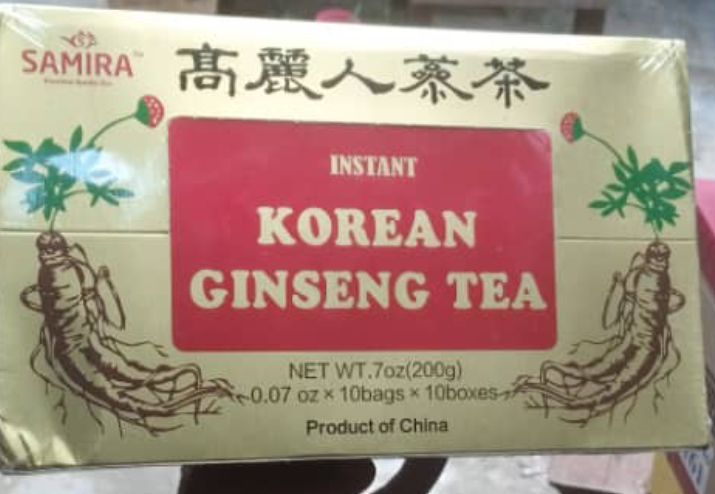 SAMIRA™
高麗人蔘茶
INSTANT
KOREAN
GINSENG TEA
NET WT.7oz(200g)
0.07 oz × 10bags × 10boxes
Product of China